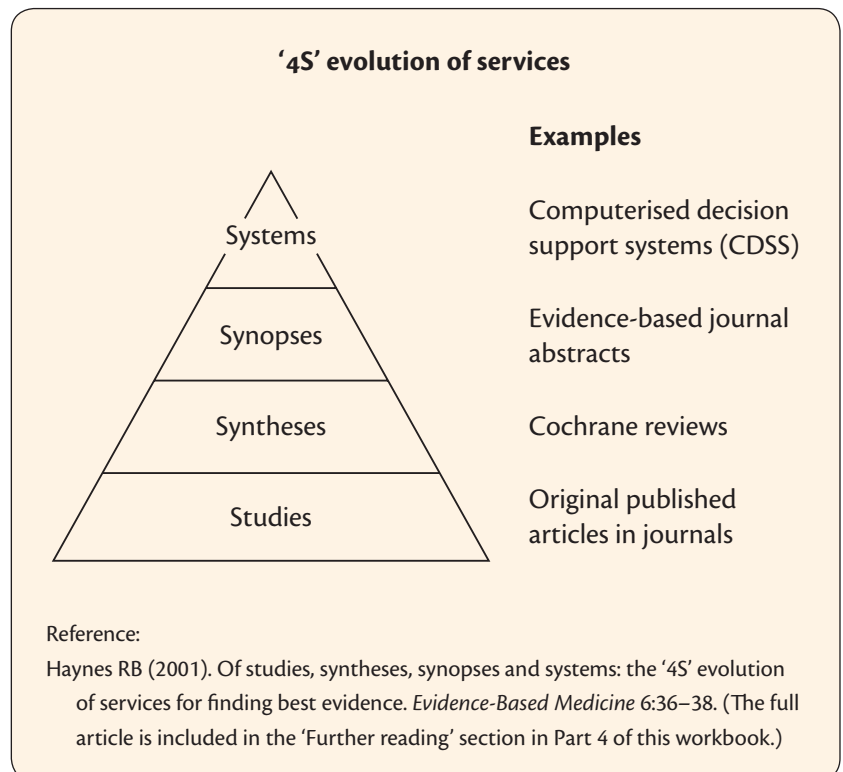 ‘4S’ evolution of services
Examples
Systems
Computerised decision
support systems (CDSS)
Synopses
Evidence-based journal
abstracts
Syntheses
Cochrane reviews
Studies
Original published
articles in journals
Reference:
Haynes RB (2001). Of studies, syntheses, synopses and systems: the ‘4S’ evolution
of services for finding best evidence. Evidence-Based Medicine 6:36–38. (The full
article is included in the ‘Further reading’ section in Part 4 of this workbook.)